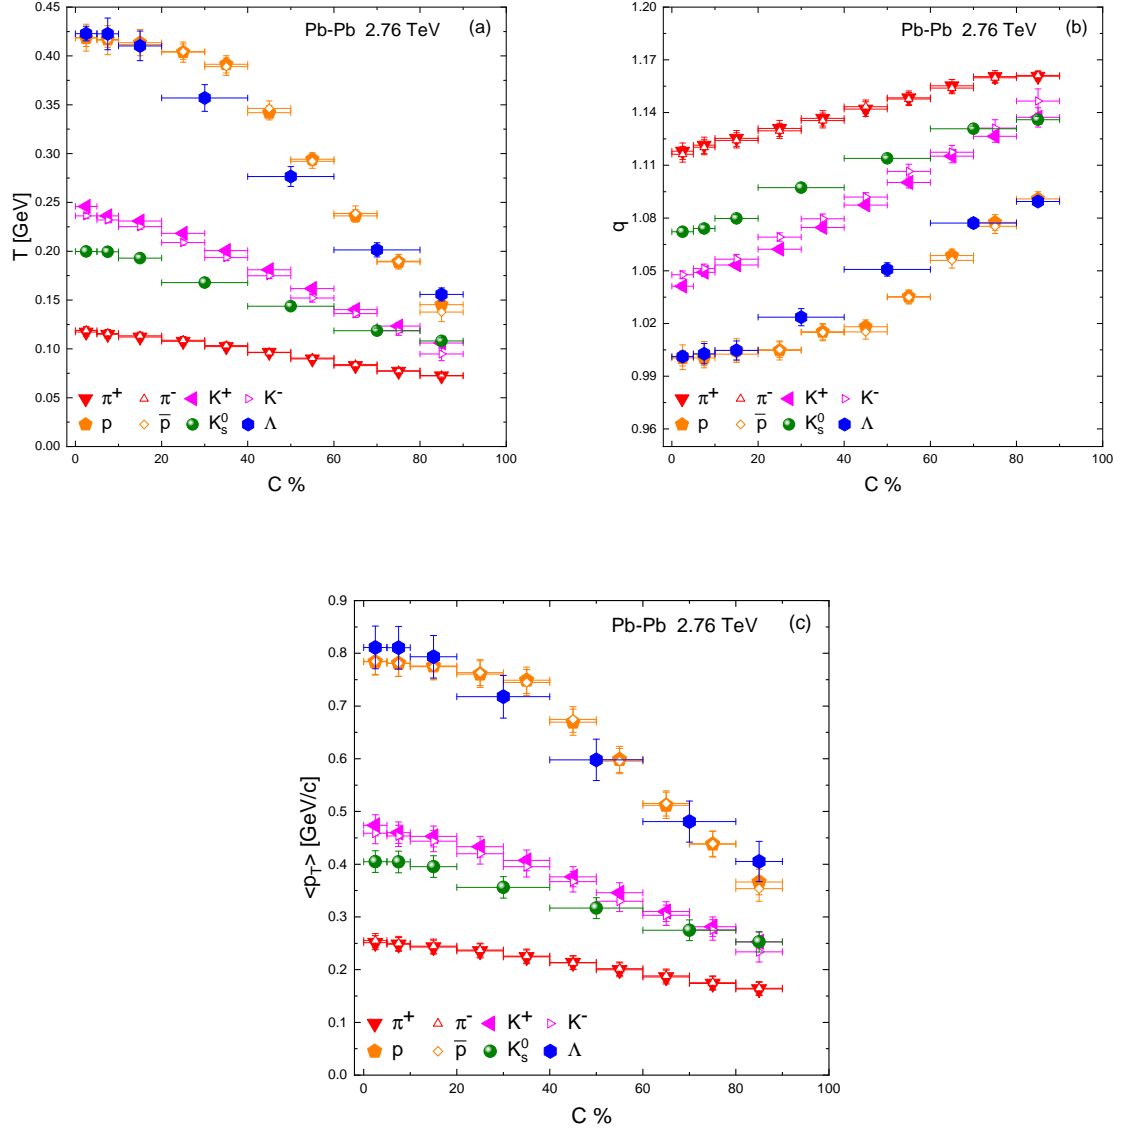 Pb-Pb 2.76 TeV (a)
T [GeV]
0.45
0.40
0.35
0.30
0.25
0.20
0.15
0.10
0.05
0.00
π+ π- K+ K-
p p̅ K⁰ₛ Λ
0 20 40 60 80 100
C %
Pb-Pb 2.76 TeV (b)
q
1.20
1.17
1.14
1.11
1.08
1.05
1.02
0.99
0.96
π+ π- K+ K-
p p̅ K⁰ₛ Λ
0 20 40 60 80 100
C %
Pb-Pb 2.76 TeV (c)
<pT> [GeV/c]
0.9
0.8
0.7
0.6
0.5
0.4
0.3
0.2
0.1
0.0
π+ π- K+ K-
p p̅ K⁰ₛ Λ
0 20 40 60 80 100
C %